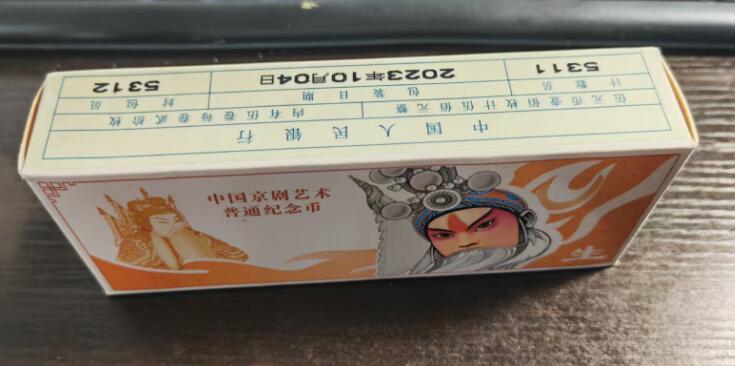 中国人民银行
伍元币壹佰枚计伍佰元整 内有伍卷每卷贰拾枚
计数员 包装日期 封包员
5311 2023年10月04日 5312
中国京剧艺术
普通纪念币
生